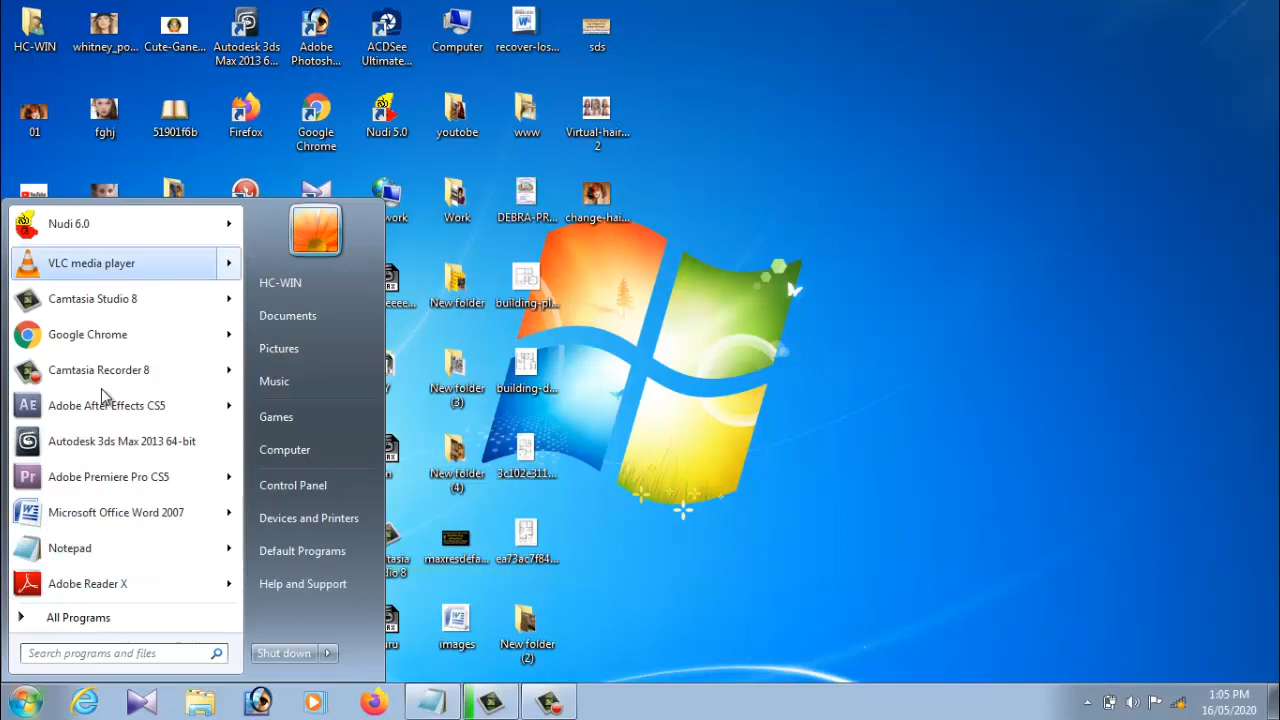 HC-WIN
whitney_po...
Cute-Gane...
Autodesk 3ds
Max 2013 6...
Adobe
Photosh...
ACDSee
Ultimate...
Computer
recover-los...
sds
01
fghj
51901f6b
Firefox
Google
Chrome
Nudi 5.0
youtobe
www
Virtual-hair...
2
Work
DEBRA-PR...
change-hai...
New folder
building-pl...
New folder
(3)
building-d...
New folder
(4)
3c102e311...
maxresdefa...
ea73ac7f84...
images
New folder
(2)
Nudi 6.0
VLC media player
Camtasia Studio 8
Google Chrome
Camtasia Recorder 8
Adobe After Effects CS5
Autodesk 3ds Max 2013 64-bit
Adobe Premiere Pro CS5
Microsoft Office Word 2007
Notepad
Adobe Reader X
All Programs
Search programs and files
HC-WIN
Documents
Pictures
Music
Games
Computer
Control Panel
Devices and Printers
Default Programs
Help and Support
Shut down
1:05 PM
16/05/2020